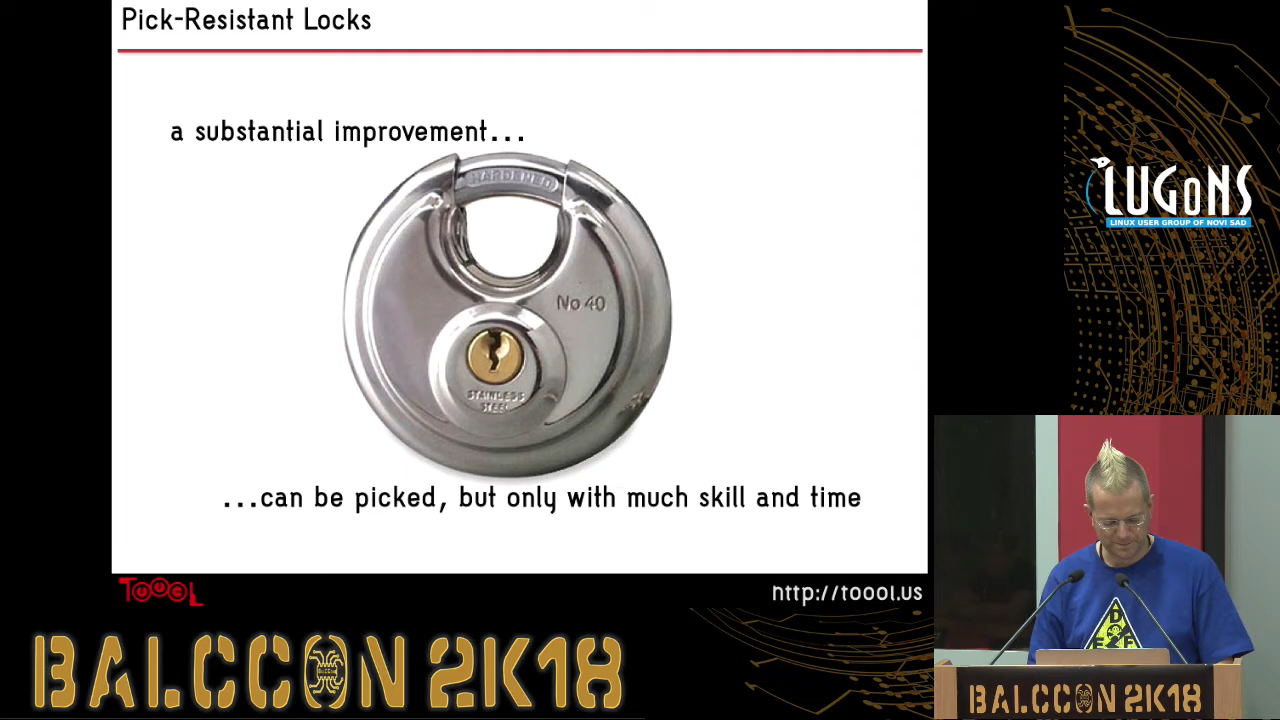 Pick-Resistant Locks
a substantial improvement...
HARDENED
No 40
STAINLESS
STEEL
...can be picked, but only with much skill and time
TOOOL
http://toool.us
LUGoNS
LINUX USER GROUP OF NOVI SAD
BALCCON 2K18
BALCCON 2K18